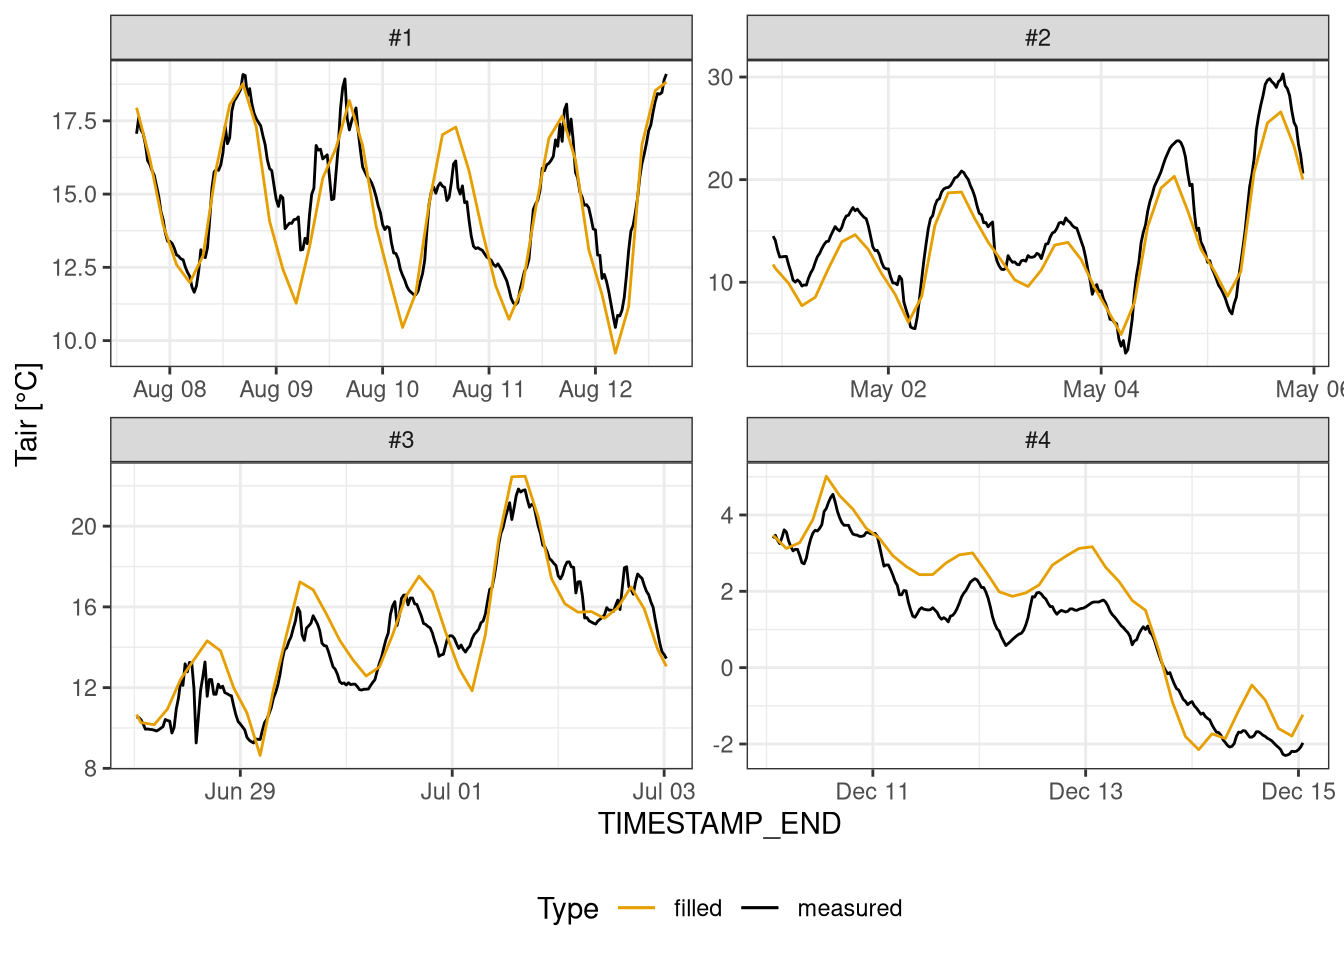 #1
#2
17.5
15.0
12.5
10.0
30
20
10
Aug 08 Aug 09 Aug 10 Aug 11 Aug 12
May 02 May 04 May 0
Tair [°C]
#3
#4
20
16
12
8
4
2
0
-2
Jun 29 Jul 01 Jul 03
Dec 11 Dec 13 Dec 15
TIMESTAMP_END
Type filled measured